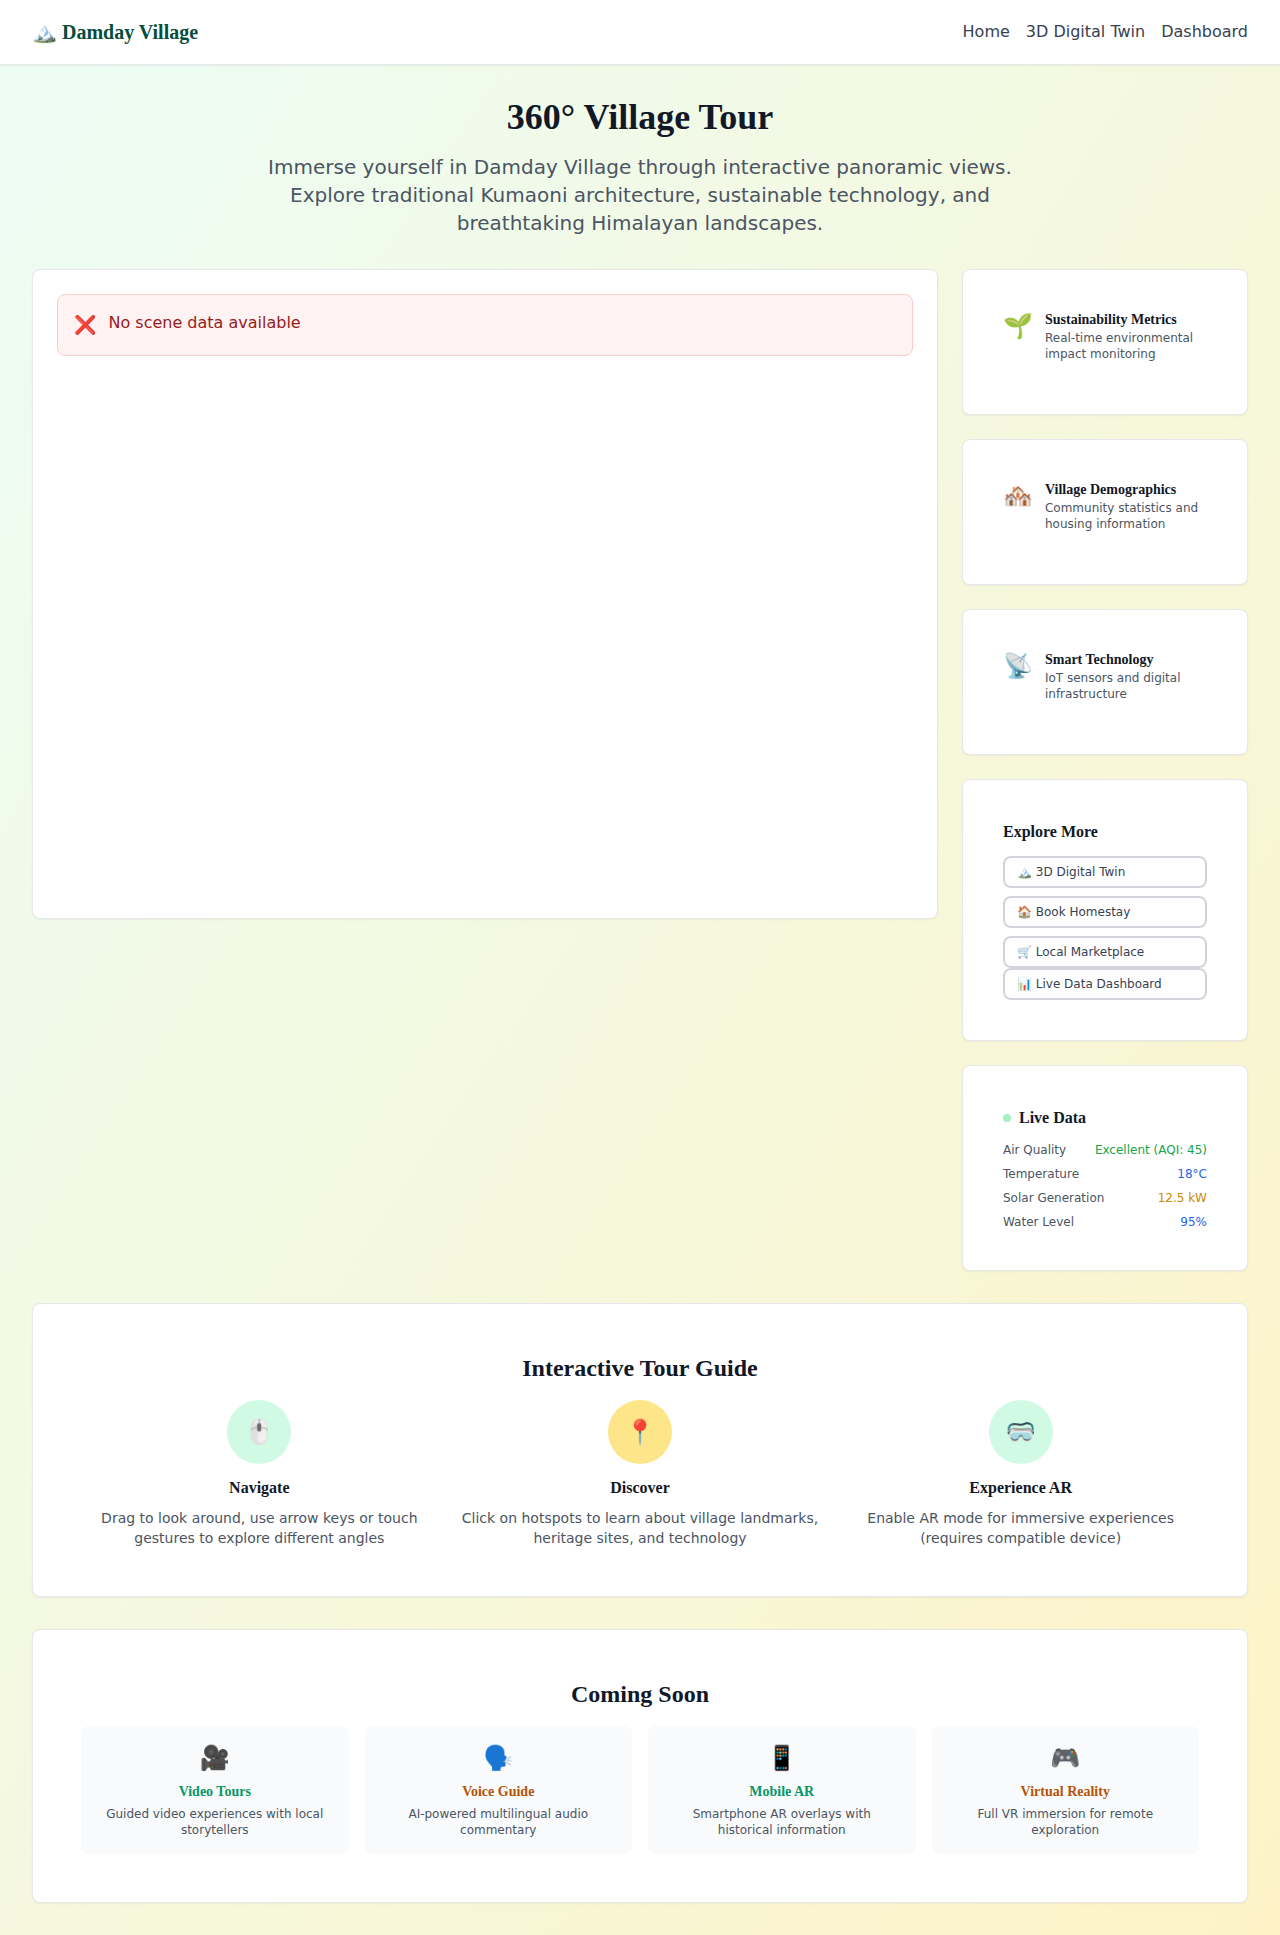 🏔️ Damday Village
Home 3D Digital Twin Dashboard
360° Village Tour
Immerse yourself in Damday Village through interactive panoramic views.
Explore traditional Kumaoni architecture, sustainable technology, and
breathtaking Himalayan landscapes.
❌ No scene data available
🌱 Sustainability Metrics
Real-time environmental
impact monitoring
🏘️ Village Demographics
Community statistics and
housing information
📡 Smart Technology
IoT sensors and digital
infrastructure
Explore More
🏔️ 3D Digital Twin
🏠 Book Homestay
🛒 Local Marketplace
📊 Live Data Dashboard
Live Data
Air Quality Excellent (AQI: 45)
Temperature 18°C
Solar Generation 12.5 kW
Water Level 95%
Interactive Tour Guide
🖱️
Navigate
Drag to look around, use arrow keys or touch
gestures to explore different angles
📍
Discover
Click on hotspots to learn about village landmarks,
heritage sites, and technology
🥽
Experience AR
Enable AR mode for immersive experiences
(requires compatible device)
Coming Soon
🎥
Video Tours
Guided video experiences with local
storytellers
🗣️
Voice Guide
AI-powered multilingual audio
commentary
📱
Mobile AR
Smartphone AR overlays with
historical information
🎮
Virtual Reality
Full VR immersion for remote
exploration